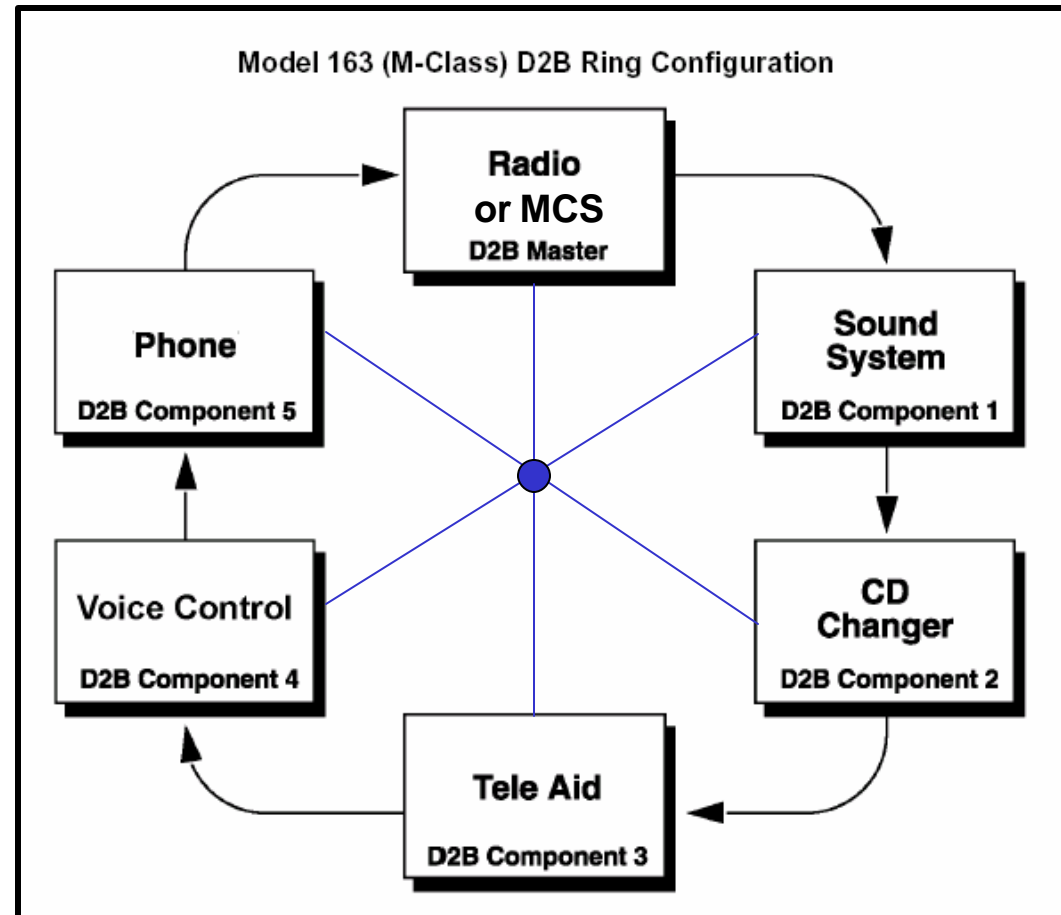 Model 163 (M-Class) D2B Ring Configuration
Radio
or MCS
D2B Master
Sound
System
D2B Component 1
CD
Changer
D2B Component 2
Tele Aid
D2B Component 3
Voice Control
D2B Component 4
Phone
D2B Component 5